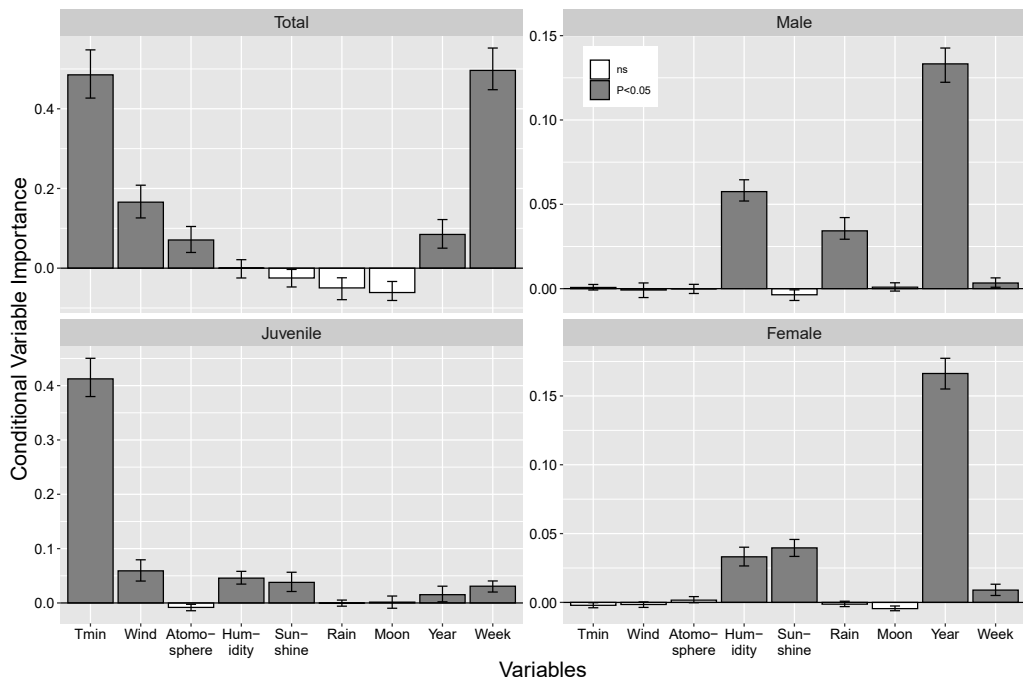 Total
Male
0.4
0.2
0.0
0.15
0.10
0.05
0.00
ns
P<0.05
Conditional Variable Importance
Juvenile
Female
0.4
0.3
0.2
0.1
0.0
0.15
0.10
0.05
0.00
Tmin Wind Atomo− Hum− Sun− Rain Moon Year Week
sphere idity shine
Tmin Wind Atomo− Hum− Sun− Rain Moon Year Week
sphere idity shine
Variables